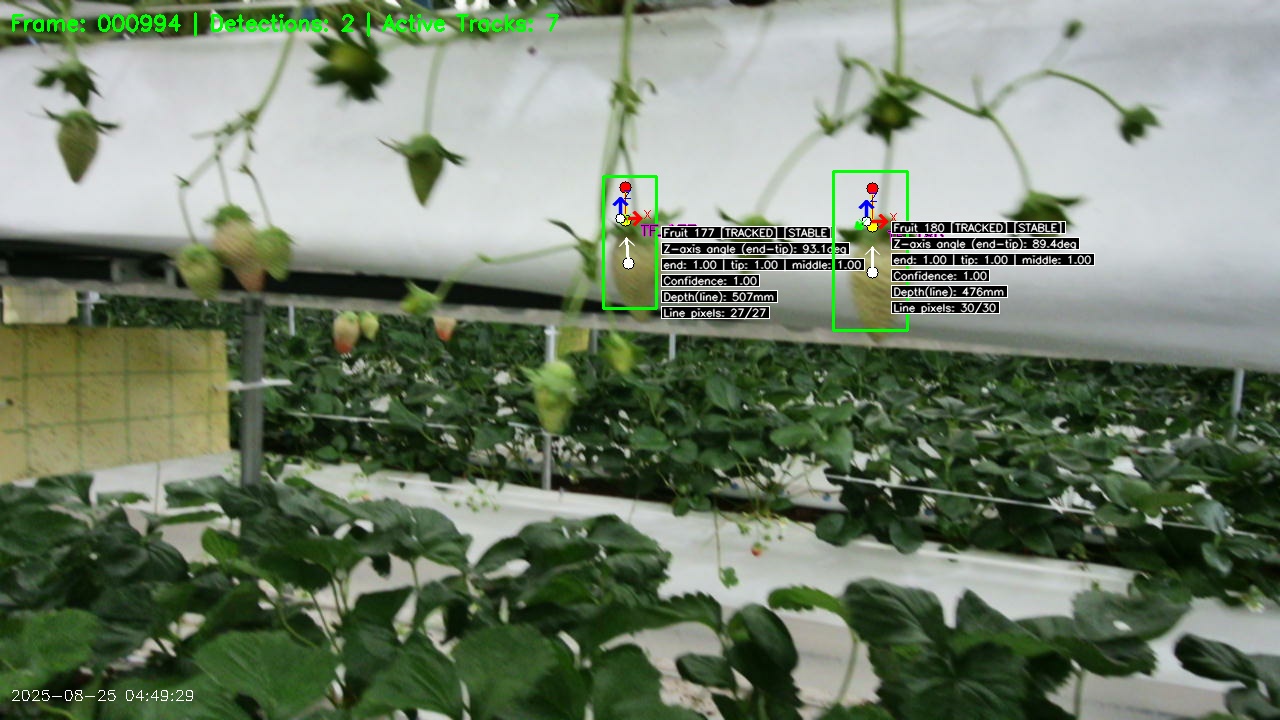 Frame: 000994 | Detections: 2 | Active Tracks: 7
Fruit 177 [TRACKED] [STABLE
Z-axis angle (end-tip): 93.1deg
end: 1.00 | tip: 1.00 | middle: 1.00
Confidence: 1.00
Depth(line): 507mm
Line pixels: 27/27
Fruit 180 [TRACKED] [STABLE]
Z-axis angle (end-tip): 89.4deg
end: 1.00 | tip: 1.00 | middle: 1.00
Confidence: 1.00
Depth(line): 476mm
Line pixels: 30/30
X
Z
X
Z
2025-08-25 04:49:29